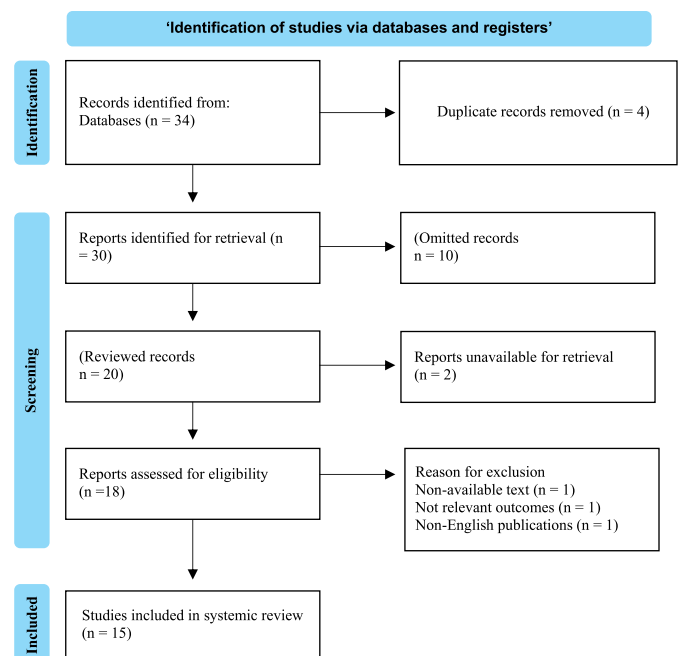 ‘Identification of studies via databases and registers’
Identification
Records identified from:
Databases (n = 34)
Duplicate records removed (n = 4)
Screening
Reports identified for retrieval (n
= 30)
(Omitted records
n = 10)
(Reviewed records
n = 20)
Reports unavailable for retrieval
(n = 2)
Reports assessed for eligibility
(n =18)
Reason for exclusion
Non-available text (n = 1)
Not relevant outcomes (n = 1)
Non-English publications (n = 1)
Included
Studies included in systemic review
(n = 15)